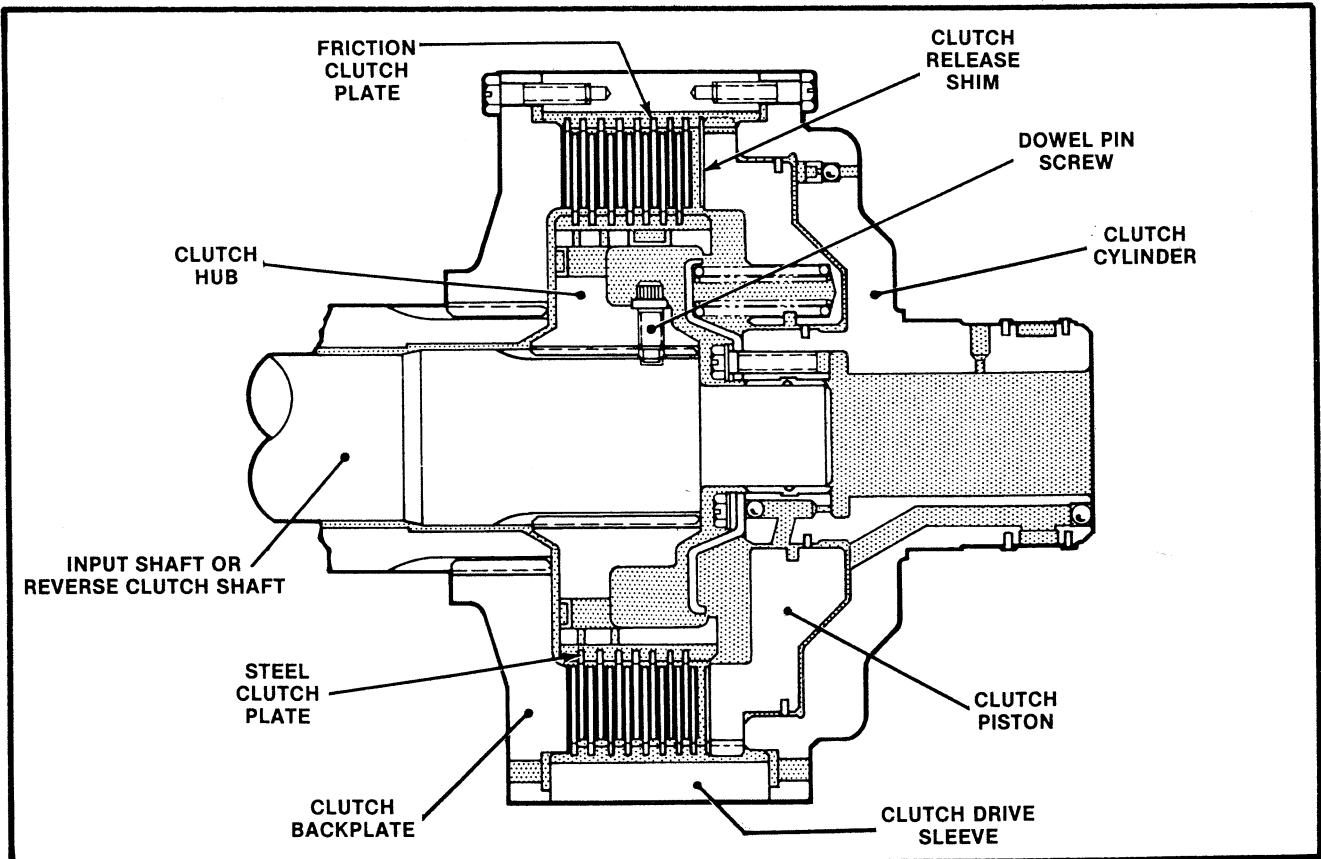 FRICTION
CLUTCH
PLATE
CLUTCH
RELEASE
SHIM
DOWEL PIN
SCREW
CLUTCH
HUB
CLUTCH
CYLINDER
INPUT SHAFT OR
REVERSE CLUTCH SHAFT
STEEL
CLUTCH
PLATE
CLUTCH
PISTON
CLUTCH
BACKPLATE
CLUTCH DRIVE
SLEEVE